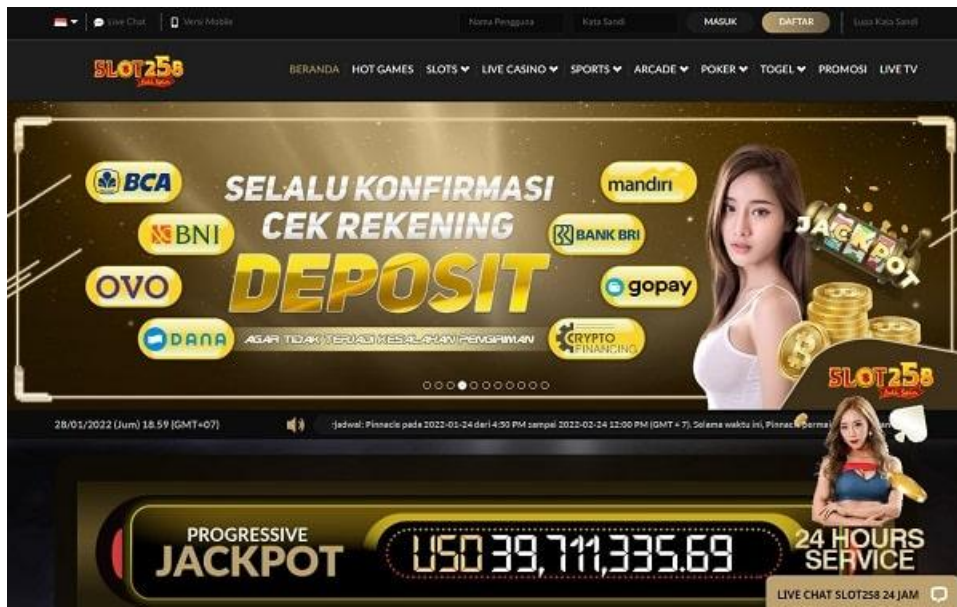 Live Chat
Versi Mobile
Nama Pengguna
Kata Sandi
MASUK
DAFTAR
Lupa Kata Sandi
SLOT258
BERANDA HOT GAMES SLOTS LIVE CASINO SPORTS ARCADE POKER TOGEL PROMOSI LIVE TV
BCA
SELALU KONFIRMASI
mandiri
BNI
CEK REKENING
BANK BRI
OVO
DEPOSIT
gopay
DANA
AGAR TIDAK TERJADI KESALAHAN PENGIRIMAN
CRYPTO
FINANCING
JACKPOT
SLOT258
28/01/2022 (Jum) 18.59 (GMT+07)
jadwal: Pinnacle pada 2022-01-24 dari 4:50 PM sampai 2022-02-24 12:00 PM (GMT + 7). Selama waktu ini, Pinnacle
PROGRESSIVE
JACKPOT
USD 39,711,335.69
24 HOURS
SERVICE
LIVE CHAT SLOT258 24 JAM